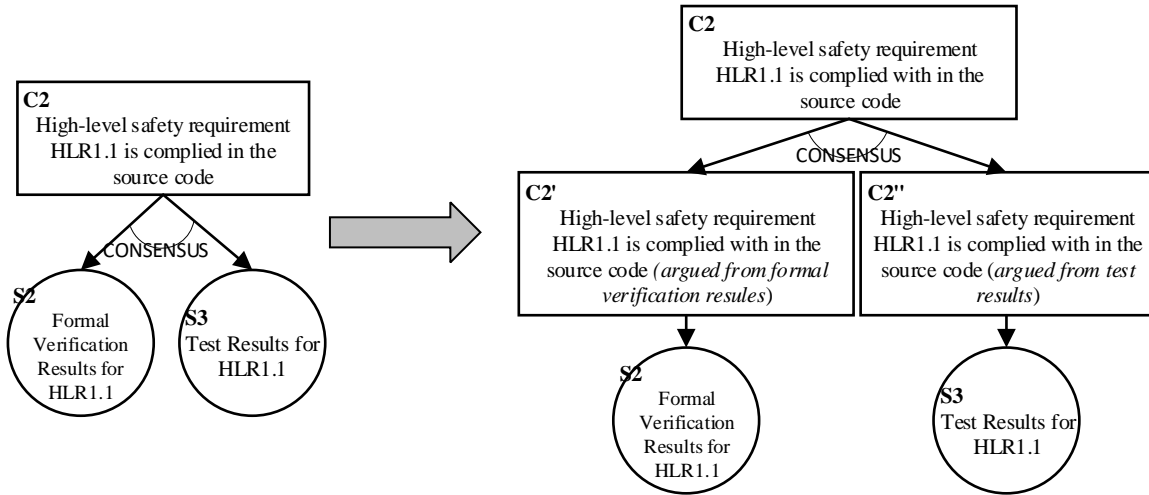 C2
High-level safety requirement
HLR1.1 is complied in the
source code
CONSENSUS
S2
Formal
Verification
Results for
HLR1.1
S3
Test Results for
HLR1.1
C2
High-level safety requirement
HLR1.1 is complied with in the
source code
CONSENSUS
C2'
High-level safety requirement
HLR1.1 is complied with in the
source code (argued from formal
verification resules)
C2''
High-level safety requirement
HLR1.1 is complied with in the
source code (argued from test
results)
S2
Formal
Verification
Results for
HLR1.1
S3
Test Results for
HLR1.1